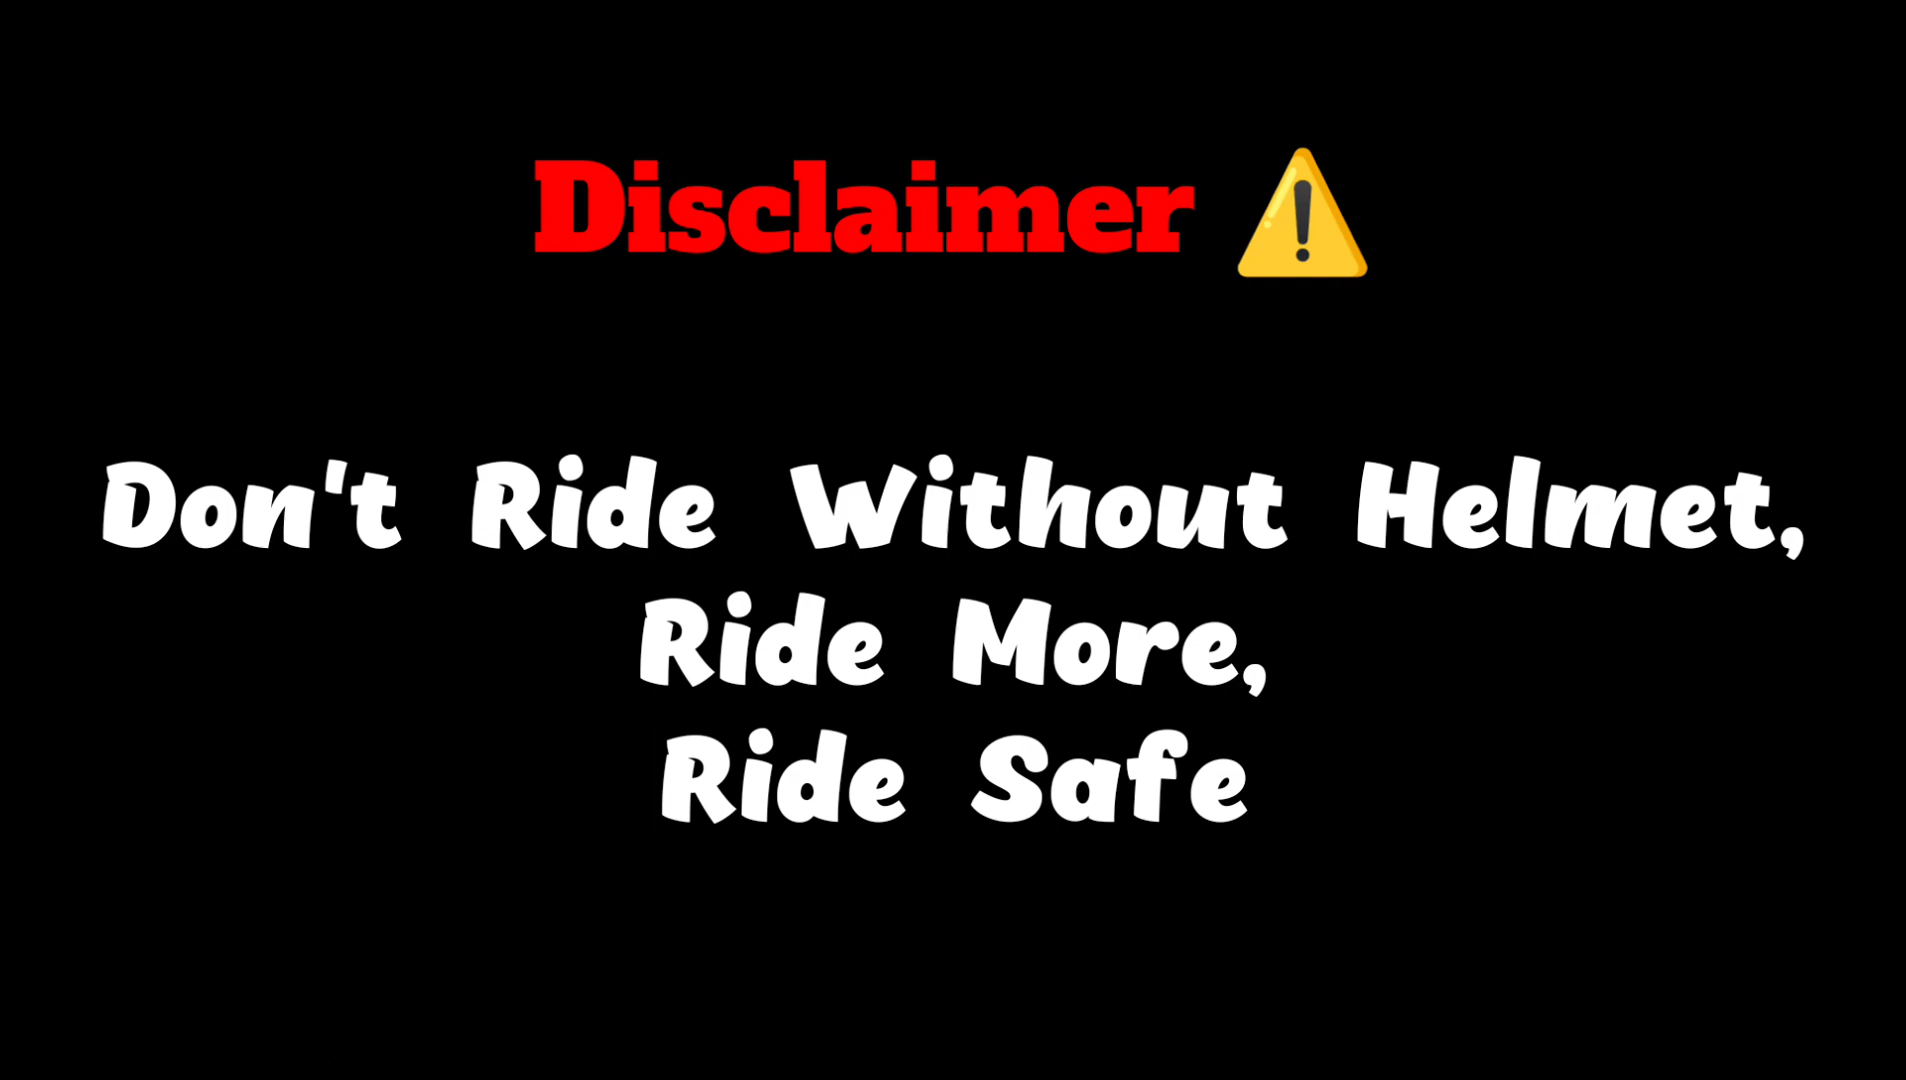 Disclaimer ⚠️
Don't Ride Without Helmet,
Ride More,
Ride Safe